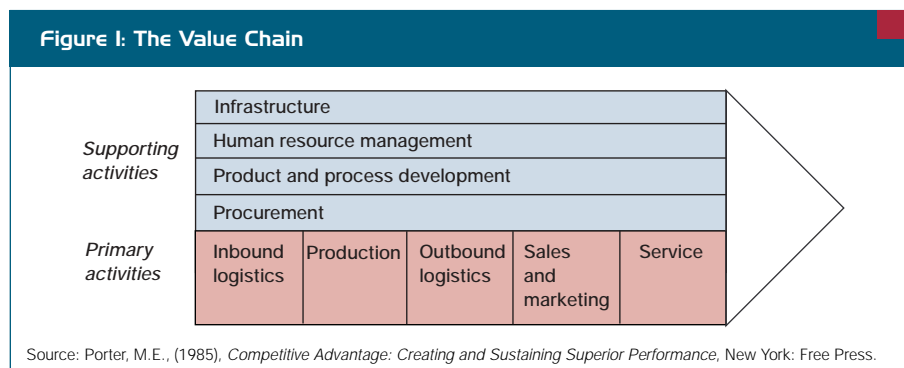 Figure 1: The Value Chain
Supporting
activities
Infrastructure
Human resource management
Product and process development
Procurement
Primary
activities
Inbound
logistics
Production
Outbound
logistics
Sales
and
marketing
Service
Source: Porter, M.E., (1985), Competitive Advantage: Creating and Sustaining Superior Performance, New York: Free Press.